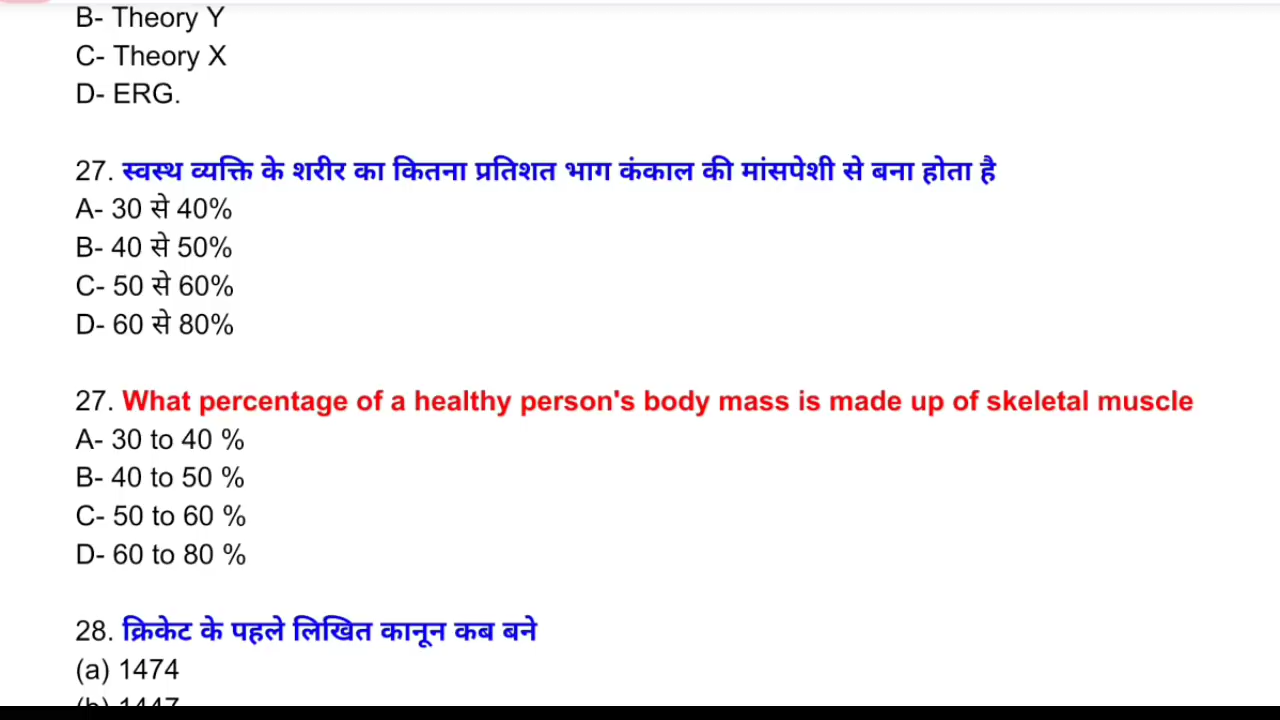 B- Theory Y
C- Theory X
D- ERG.
27. स्वस्थ व्यक्ति के शरीर का कितना प्रतिशत भाग कंकाल की मांसपेशी से बना होता है
A- 30 से 40%
B- 40 से 50%
C- 50 से 60%
D- 60 से 80%
27. What percentage of a healthy person's body mass is made up of skeletal muscle
A- 30 to 40 %
B- 40 to 50 %
C- 50 to 60 %
D- 60 to 80 %
28. क्रिकेट के पहले लिखित कानून कब बने
(a) 1474